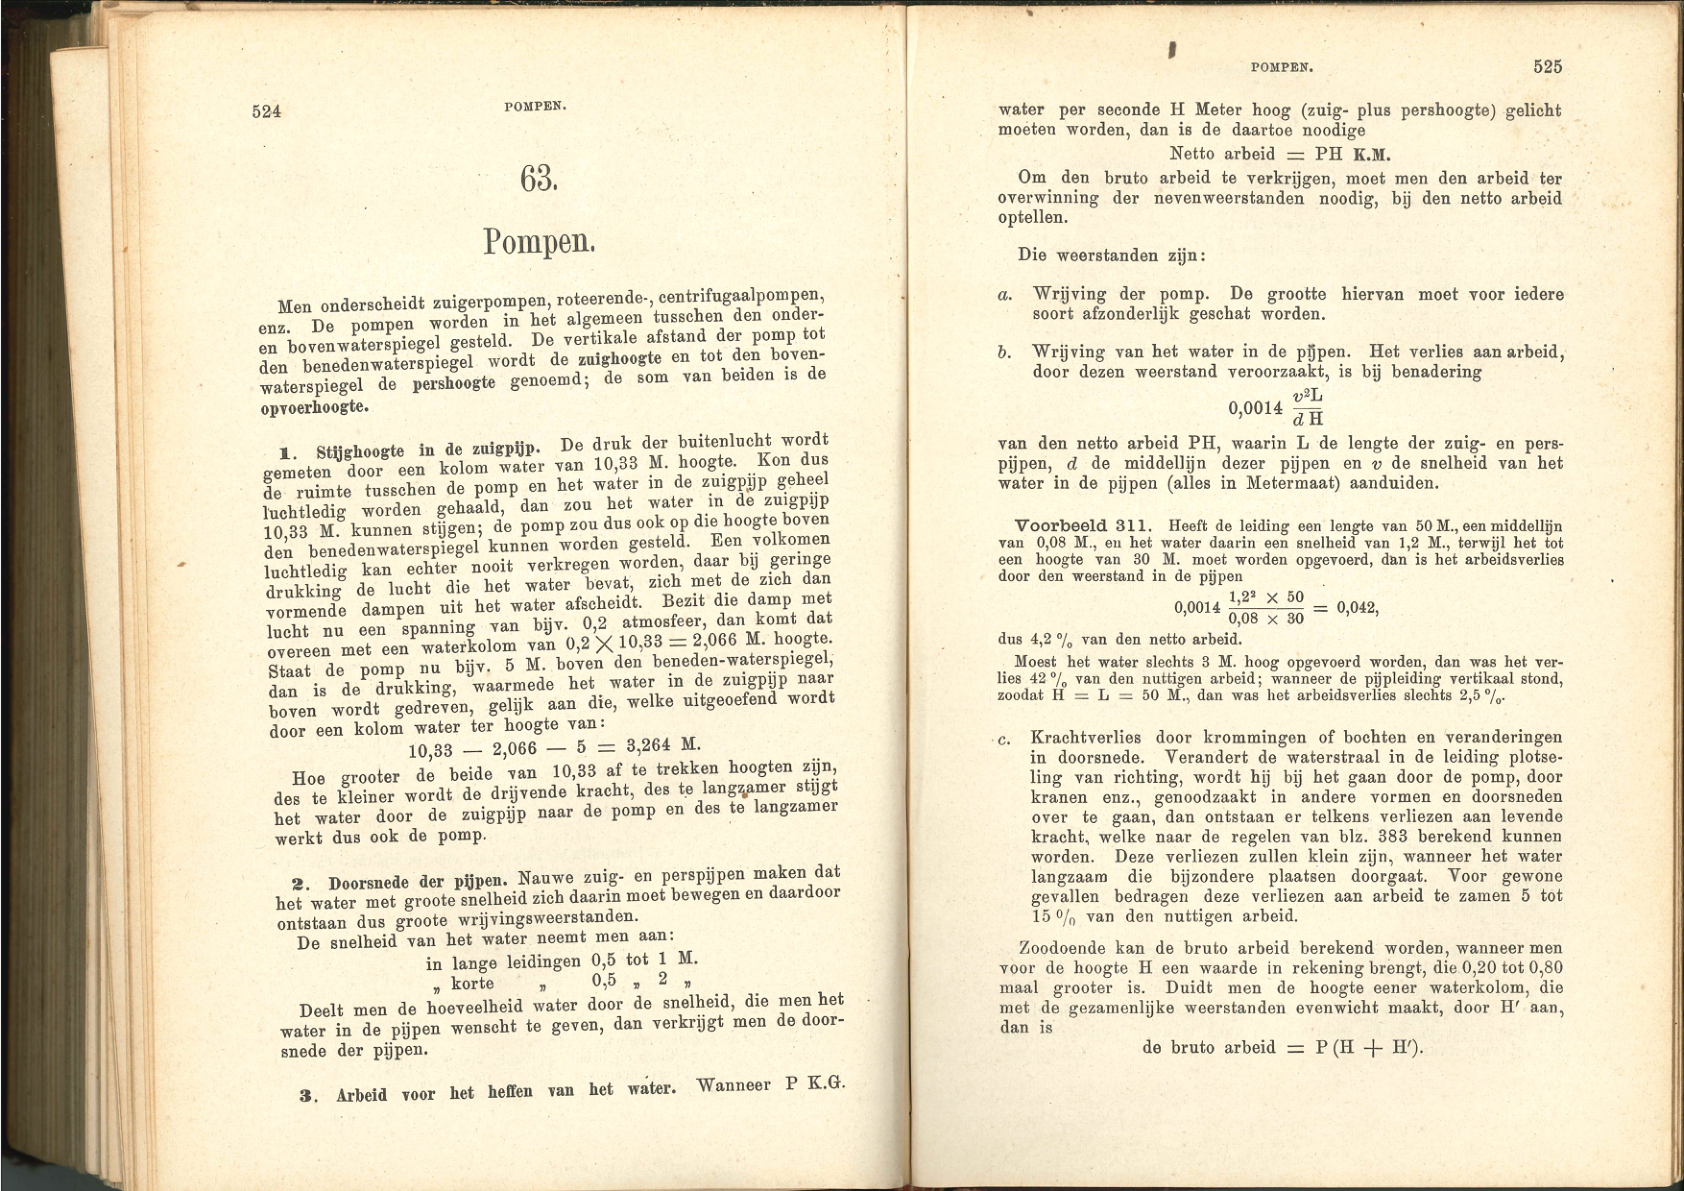 524
POMPEN.
63.
Pompen.
Men onderscheidt zuigerpompen, roteerende-, centrifugaalpompen,
enz. De pompen worden in het algemeen tusschen den onder-
en bovenwaterspiegel gesteld. De vertikale afstand der pomp tot
den benedenwaterspiegel wordt de zuighoogte en tot den boven-
waterspiegel de pershoogte genoemd; de som van beiden is de
opvoerhoogte.
1. Stijghoogte in de zuigpijp. De druk der buitenlucht wordt
gemeten door een kolom water van 10,33 M. hoogte. Kon dus
de ruimte tusschen de pomp en het water in de zuigpijp geheel
luchtledig worden gehaald, dan zou het water in de zuigpijp
10,33 M. kunnen stijgen; de pomp zou dus ook op die hoogte boven
den benedenwaterspiegel kunnen worden gesteld. Een volkomen
luchtledig kan echter nooit verkregen worden, daar bij geringe
drukking de lucht die het water bevat, zich met de zich dan
vormende dampen uit het water afscheidt. Bezit die damp met
lucht nu een spanning van bijv. 0,2 atmosfeer, dan komt dat
overeen met een waterkolom van 0,2 × 10,33 = 2,066 M. hoogte.
Staat de pomp nu bijv. 5 M. boven den beneden-waterspiegel,
dan is de drukking, waarmede het water in de zuigpijp naar
boven wordt gedreven, gelijk aan die, welke uitgeoefend wordt
door een kolom water ter hoogte van:
10,33 — 2,066 — 5 = 3,264 M.
Hoe grooter de beide van 10,33 af te trekken hoogten zijn,
des te kleiner wordt de drijvende kracht, des te langzamer stijgt
het water door de zuigpijp naar de pomp en des te langzamer
werkt dus ook de pomp.
2. Doorsnede der pijpen. Nauwe zuig- en perspijpen maken dat
het water met groote snelheid zich daarin moet bewegen en daardoor
ontstaan dus groote wrijvingsweerstanden.
De snelheid van het water neemt men aan:
in lange leidingen 0,5 tot 1 M.
„ korte „ 0,5 „ 2 „
Deelt men de hoeveelheid water door de snelheid, die men het
water in de pijpen wenscht te geven, dan verkrijgt men de door-
snede der pijpen.
3. Arbeid voor het heffen van het water. Wanneer P K.G.
POMPEN.
525
water per seconde H Meter hoog (zuig- plus pershoogte) gelicht
moeten worden, dan is de daartoe noodige
Netto arbeid = PH K.M.
Om den bruto arbeid te verkrijgen, moet men den arbeid ter
overwinning der nevenweerstanden noodig, bij den netto arbeid
optellen.
Die weerstanden zijn:
a. Wrijving der pomp. De grootte hiervan moet voor iedere
soort afzonderlijk geschat worden.
b. Wrijving van het water in de pijpen. Het verlies aan arbeid,
door dezen weerstand veroorzaakt, is bij benadering
0,0014 v²L / d H
van den netto arbeid PH, waarin L de lengte der zuig- en pers-
pijpen, d de middellijn dezer pijpen en v de snelheid van het
water in de pijpen (alles in Metermaat) aanduiden.
Voorbeeld 311. Heeft de leiding een lengte van 50 M., een middellijn
van 0,08 M., en het water daarin een snelheid van 1,2 M., terwijl het tot
een hoogte van 30 M. moet worden opgevoerd, dan is het arbeidsverlies
door den weerstand in de pijpen
0,0014 1,2² × 50 / 0,08 × 30 = 0,042,
dus 4,2 % van den netto arbeid.
Moest het water slechts 3 M. hoog opgevoerd worden, dan was het ver-
lies 42 % van den nuttigen arbeid; wanneer de pijpleiding vertikaal stond,
zoodat H = L = 50 M., dan was het arbeidsverlies slechts 2,5 %.
c. Krachtverlies door krommingen of bochten en veranderingen
in doorsnede. Verandert de waterstraal in de leiding plotse-
ling van richting, wordt hij bij het gaan door de pomp, door
kranen enz., genoodzaakt in andere vormen en doorsneden
over te gaan, dan ontstaan er telkens verliezen aan levende
kracht, welke naar de regelen van blz. 383 berekend kunnen
worden. Deze verliezen zullen klein zijn, wanneer het water
langzaam die bijzondere plaatsen doorgaat. Voor gewone
gevallen bedragen deze verliezen aan arbeid te zamen 5 tot
15 % van den nuttigen arbeid.
Zoodoende kan de bruto arbeid berekend worden, wanneer men
voor de hoogte H een waarde in rekening brengt, die 0,20 tot 0,80
maal grooter is. Duidt men de hoogte eener waterkolom, die
met de gezamenlijke weerstanden evenwicht maakt, door H′ aan,
dan is
de bruto arbeid = P (H + H′).